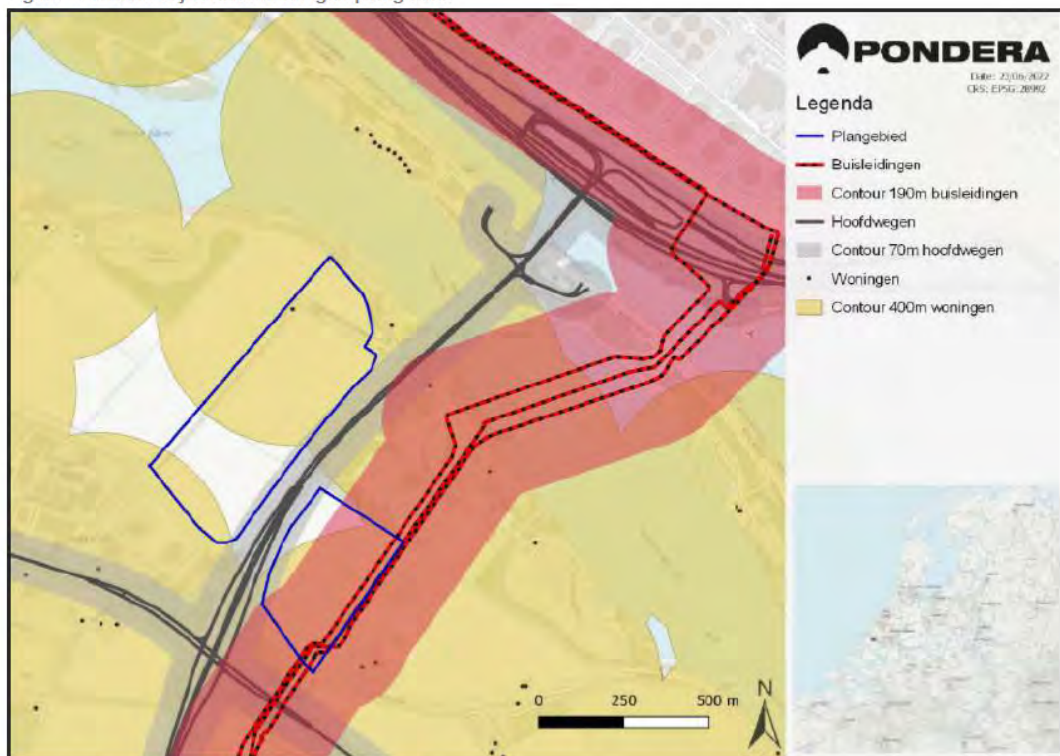 PONDERA
Date: 23/06/2022
CRS: EPSG:28992
Legenda
Plangebied
Buisleidingen
Contour 190m buisleidingen
Hoofdwegen
Contour 70m hoofdwegen
Woningen
Contour 400m woningen
0 250 500 m
N